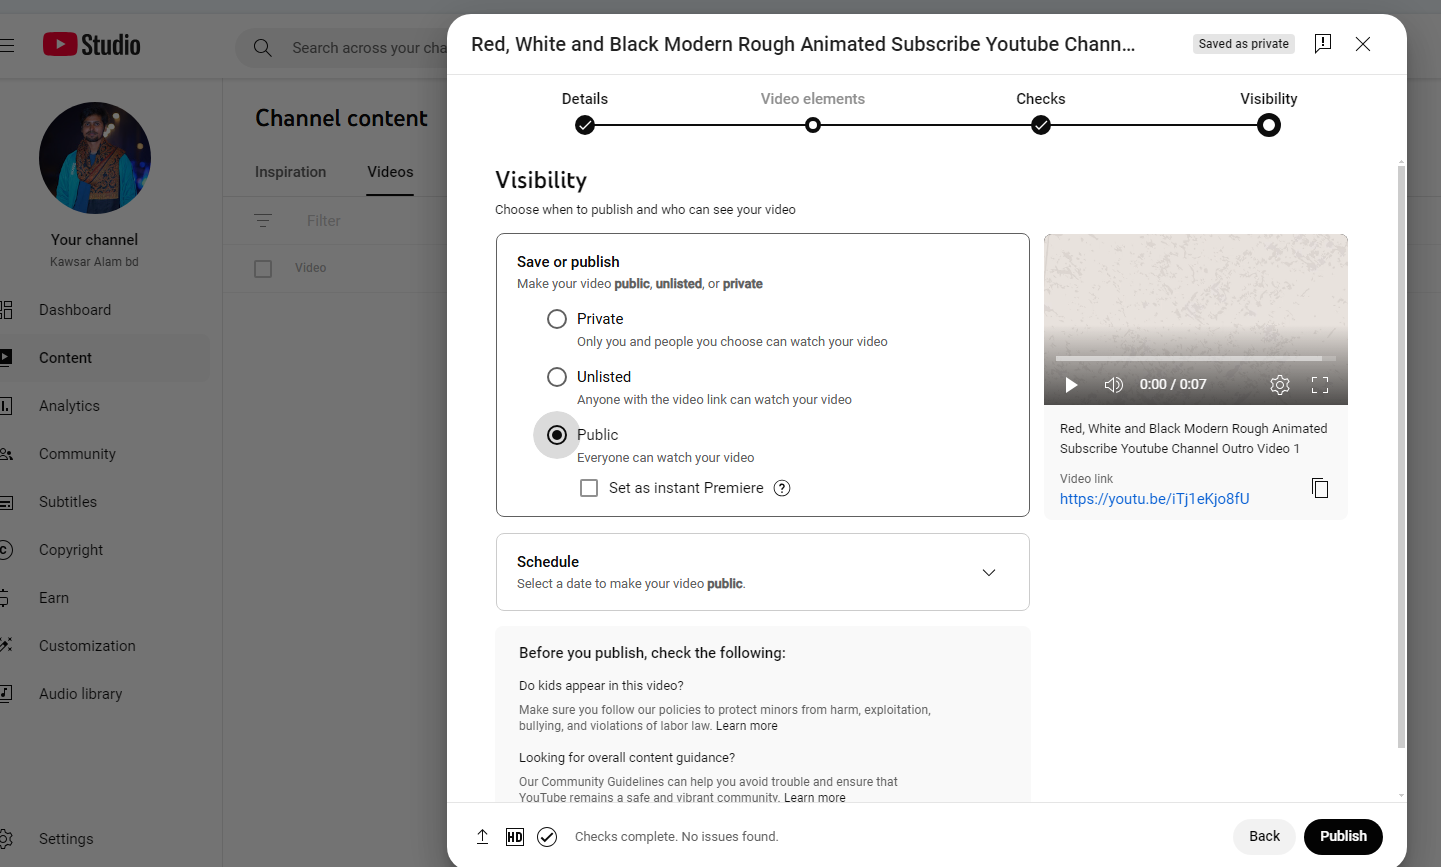 Studio
Search across your cha
Your channel
Kawsar Alam bd
Dashboard
Content
Analytics
Community
Subtitles
Copyright
Earn
Customization
Audio library
Settings
Channel content
Inspiration
Videos
Filter
Video
Red, White and Black Modern Rough Animated Subscribe Youtube Chann...
Saved as private
Details
Video elements
Checks
Visibility
Visibility
Choose when to publish and who can see your video
Save or publish
Make your video public, unlisted, or private
Private
Only you and people you choose can watch your video
Unlisted
Anyone with the video link can watch your video
Public
Everyone can watch your video
Set as instant Premiere ?
Schedule
Select a date to make your video public.
Before you publish, check the following:
Do kids appear in this video?
Make sure you follow our policies to protect minors from harm, exploitation,
bullying, and violations of labor law. Learn more
Looking for overall content guidance?
Our Community Guidelines can help you avoid trouble and ensure that
YouTube remains a safe and vibrant community. Learn more
0:00 / 0:07
Red, White and Black Modern Rough Animated
Subscribe Youtube Channel Outro Video 1
Video link
https://youtu.be/iTj1eKjo8fU
HD
Checks complete. No issues found.
Back
Publish